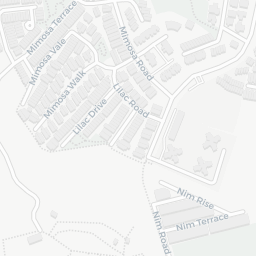 Mimosa Terrace
Mimosa Vale
Mimosa Road
Mimosa Walk
Lilac Drive
Lilac Road
Nim Rise
Nim Road
Nim Terrace